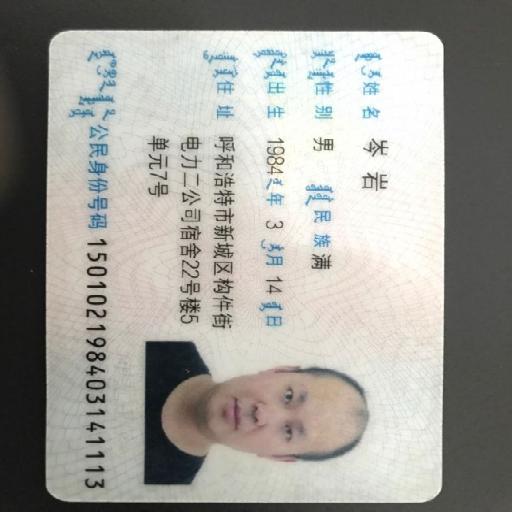 姓名 岑岩
性别 男 民族 满
出生 1984 年 3 月 14 日
住址 呼和浩特市新城区构件街
电力二公司宿舍22号楼5
单元7号
公民身份号码 150102198403141113